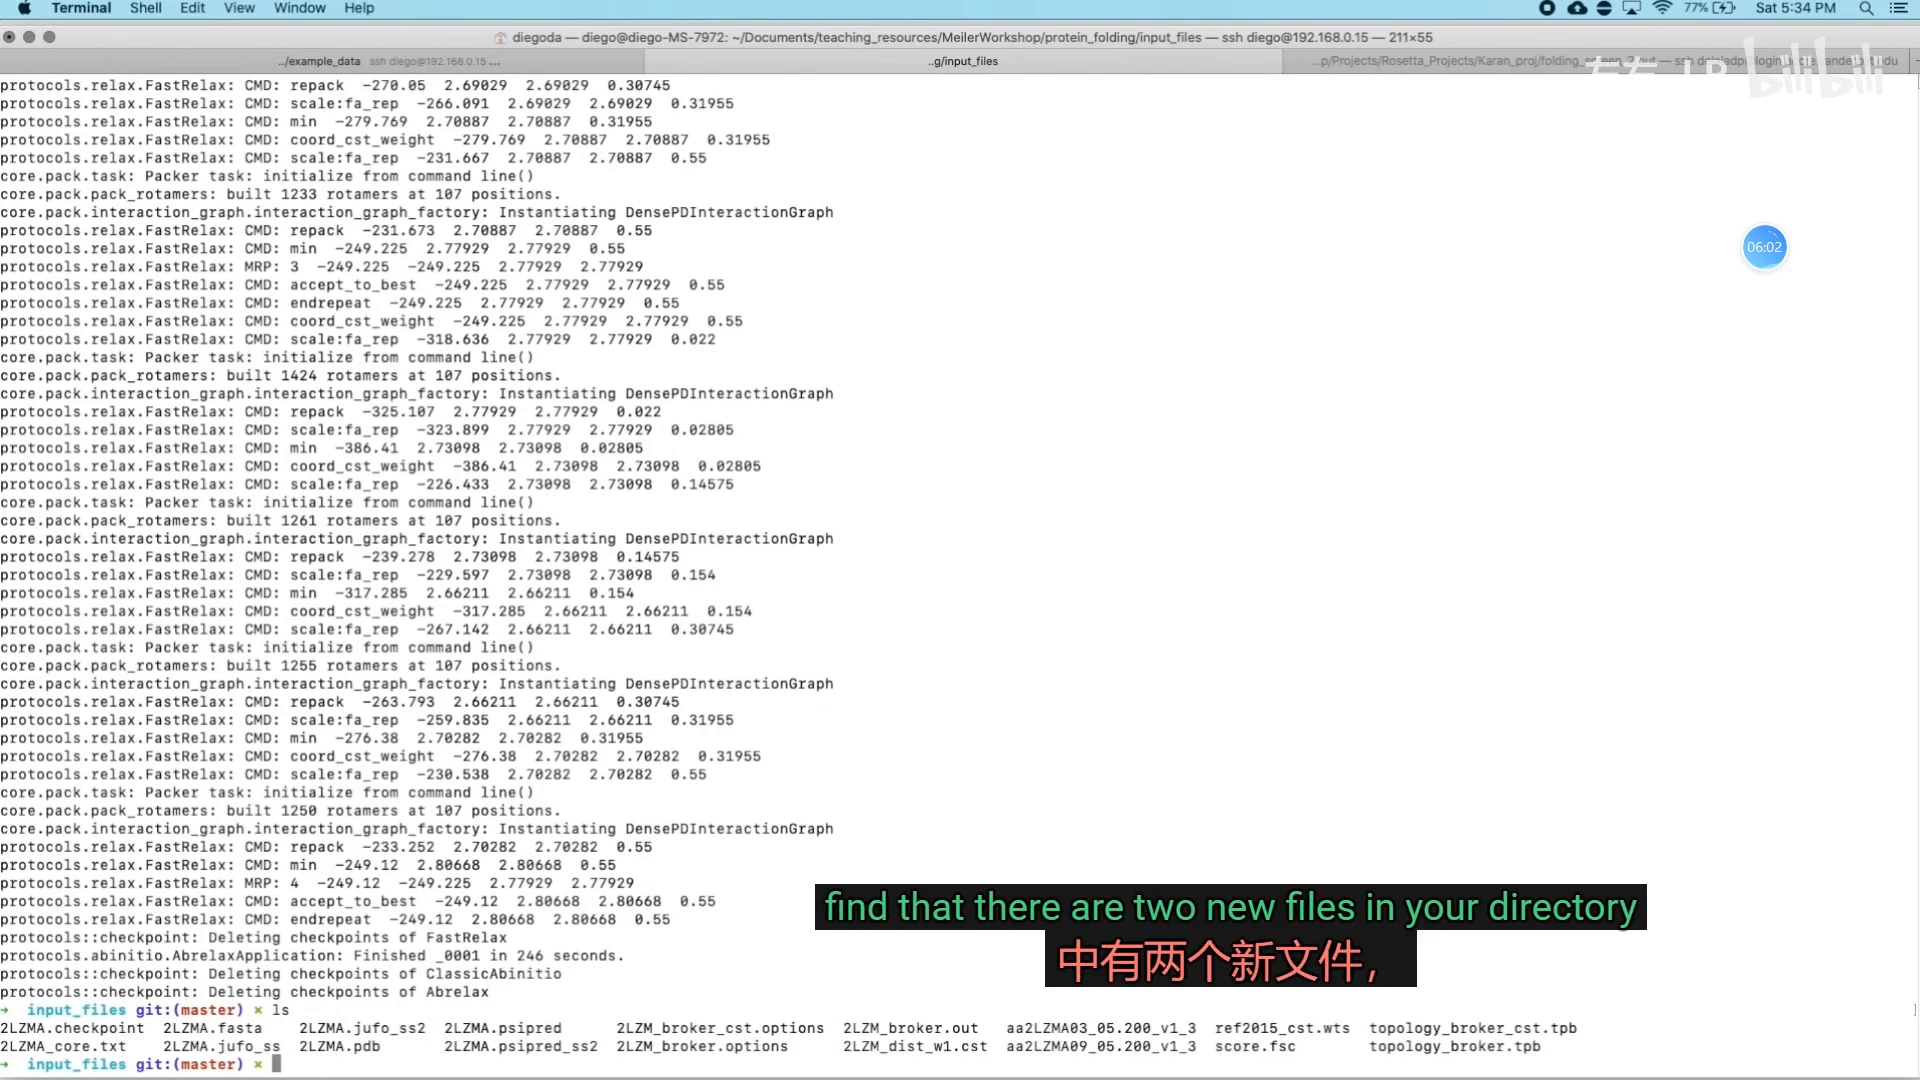 Terminal Shell Edit View Window Help 77% Sat 5:34 PM
diegoda — diego@diego-MS-7972: ~/Documents/teaching_resources/MeilerWorkshop/protein_folding/input_files — ssh diego@192.168.0.15 — 211×55
../example_data ssh diego@192.168.0.15 ... ..g/input_files ...p/Projects/Rosetta_Projects/Karan_proj/folding_screen_2.out — ssh
bilibili
protocols.relax.FastRelax: CMD: repack -270.05 2.69029 2.69029 0.30745
protocols.relax.FastRelax: CMD: scale:fa_rep -266.091 2.69029 2.69029 0.31955
protocols.relax.FastRelax: CMD: min -279.769 2.70887 2.70887 0.31955
protocols.relax.FastRelax: CMD: coord_cst_weight -279.769 2.70887 2.70887 0.31955
protocols.relax.FastRelax: CMD: scale:fa_rep -231.667 2.70887 2.70887 0.55
core.pack.task: Packer task: initialize from command line()
core.pack.pack_rotamers: built 1233 rotamers at 107 positions.
core.pack.interaction_graph.interaction_graph_factory: Instantiating DensePDInteractionGraph
protocols.relax.FastRelax: CMD: repack -231.673 2.70887 2.70887 0.55
06:02
protocols.relax.FastRelax: CMD: min -249.225 2.77929 2.77929 0.55
protocols.relax.FastRelax: MRP: 3 -249.225 -249.225 2.77929 2.77929
protocols.relax.FastRelax: CMD: accept_to_best -249.225 2.77929 2.77929 0.55
protocols.relax.FastRelax: CMD: endrepeat -249.225 2.77929 2.77929 0.55
protocols.relax.FastRelax: CMD: coord_cst_weight -249.225 2.77929 2.77929 0.55
protocols.relax.FastRelax: CMD: scale:fa_rep -318.636 2.77929 2.77929 0.022
core.pack.task: Packer task: initialize from command line()
core.pack.pack_rotamers: built 1424 rotamers at 107 positions.
core.pack.interaction_graph.interaction_graph_factory: Instantiating DensePDInteractionGraph
protocols.relax.FastRelax: CMD: repack -325.107 2.77929 2.77929 0.022
protocols.relax.FastRelax: CMD: scale:fa_rep -323.899 2.77929 2.77929 0.02805
protocols.relax.FastRelax: CMD: min -386.41 2.73098 2.73098 0.02805
protocols.relax.FastRelax: CMD: coord_cst_weight -386.41 2.73098 2.73098 0.02805
protocols.relax.FastRelax: CMD: scale:fa_rep -226.433 2.73098 2.73098 0.14575
core.pack.task: Packer task: initialize from command line()
core.pack.pack_rotamers: built 1261 rotamers at 107 positions.
core.pack.interaction_graph.interaction_graph_factory: Instantiating DensePDInteractionGraph
protocols.relax.FastRelax: CMD: repack -239.278 2.73098 2.73098 0.14575
protocols.relax.FastRelax: CMD: scale:fa_rep -229.597 2.73098 2.73098 0.154
protocols.relax.FastRelax: CMD: min -317.285 2.66211 2.66211 0.154
protocols.relax.FastRelax: CMD: coord_cst_weight -317.285 2.66211 2.66211 0.154
protocols.relax.FastRelax: CMD: scale:fa_rep -267.142 2.66211 2.66211 0.30745
core.pack.task: Packer task: initialize from command line()
core.pack.pack_rotamers: built 1255 rotamers at 107 positions.
core.pack.interaction_graph.interaction_graph_factory: Instantiating DensePDInteractionGraph
protocols.relax.FastRelax: CMD: repack -263.793 2.66211 2.66211 0.30745
protocols.relax.FastRelax: CMD: scale:fa_rep -259.835 2.66211 2.66211 0.31955
protocols.relax.FastRelax: CMD: min -276.38 2.70282 2.70282 0.31955
protocols.relax.FastRelax: CMD: coord_cst_weight -276.38 2.70282 2.70282 0.31955
protocols.relax.FastRelax: CMD: scale:fa_rep -230.538 2.70282 2.70282 0.55
core.pack.task: Packer task: initialize from command line()
core.pack.pack_rotamers: built 1250 rotamers at 107 positions.
core.pack.interaction_graph.interaction_graph_factory: Instantiating DensePDInteractionGraph
protocols.relax.FastRelax: CMD: repack -233.252 2.70282 2.70282 0.55
protocols.relax.FastRelax: CMD: min -249.12 2.80668 2.80668 0.55
protocols.relax.FastRelax: MRP: 4 -249.12 -249.225 2.77929 2.77929
protocols.relax.FastRelax: CMD: accept_to_best -249.12 2.80668 2.80668 0.55
protocols.relax.FastRelax: CMD: endrepeat -249.12 2.80668 2.80668 0.55
protocols::checkpoint: Deleting checkpoints of FastRelax
protocols.abinitio.AbrelaxApplication: Finished _0001 in 246 seconds.
protocols::checkpoint: Deleting checkpoints of ClassicAbinitio
protocols::checkpoint: Deleting checkpoints of Abrelax
find that there are two new files in your directory
中有两个新文件，
➜ input_files git:(master) ✗ ls
2LZMA.checkpoint 2LZMA.fasta 2LZMA.jufo_ss2 2LZMA.psipred 2LZM_broker_cst.options 2LZM_broker.out aa2LZMA03_05.200_v1_3 ref2015_cst.wts topology_broker_cst.tpb
2LZMA_core.txt 2LZMA.jufo_ss 2LZMA.pdb 2LZMA.psipred_ss2 2LZM_broker.options 2LZM_dist_w1.cst aa2LZMA09_05.200_v1_3 score.fsc topology_broker.tpb
➜ input_files git:(master) ✗